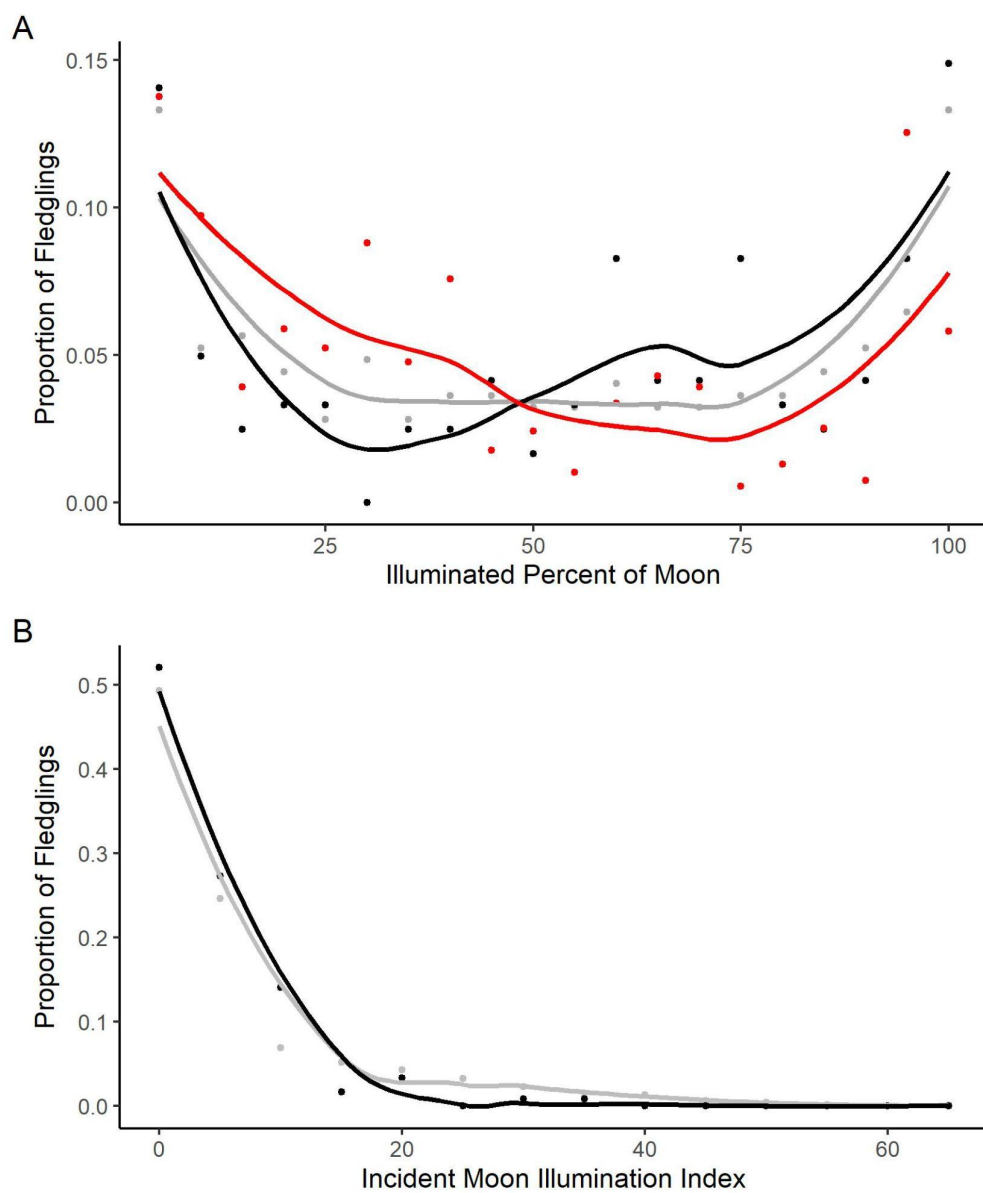 A
0.15
0.10
0.05
0.00
Proportion of Fledglings
25 50 75 100
Illuminated Percent of Moon
B
0.5
0.4
0.3
0.2
0.1
0.0
Proportion of Fledglings
0 20 40 60
Incident Moon Illumination Index